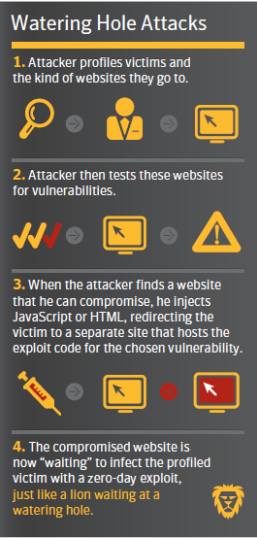 Watering Hole Attacks
1. Attacker profiles victims and
the kind of websites they go to.
2. Attacker then tests these websites
for vulnerabilities.
3. When the attacker finds a website
that he can compromise, he injects
JavaScript or HTML, redirecting the
victim to a separate site that hosts the
exploit code for the chosen vulnerability.
4. The compromised website is
now "waiting" to infect the profiled
victim with a zero-day exploit,
just like a lion waiting at a
watering hole.